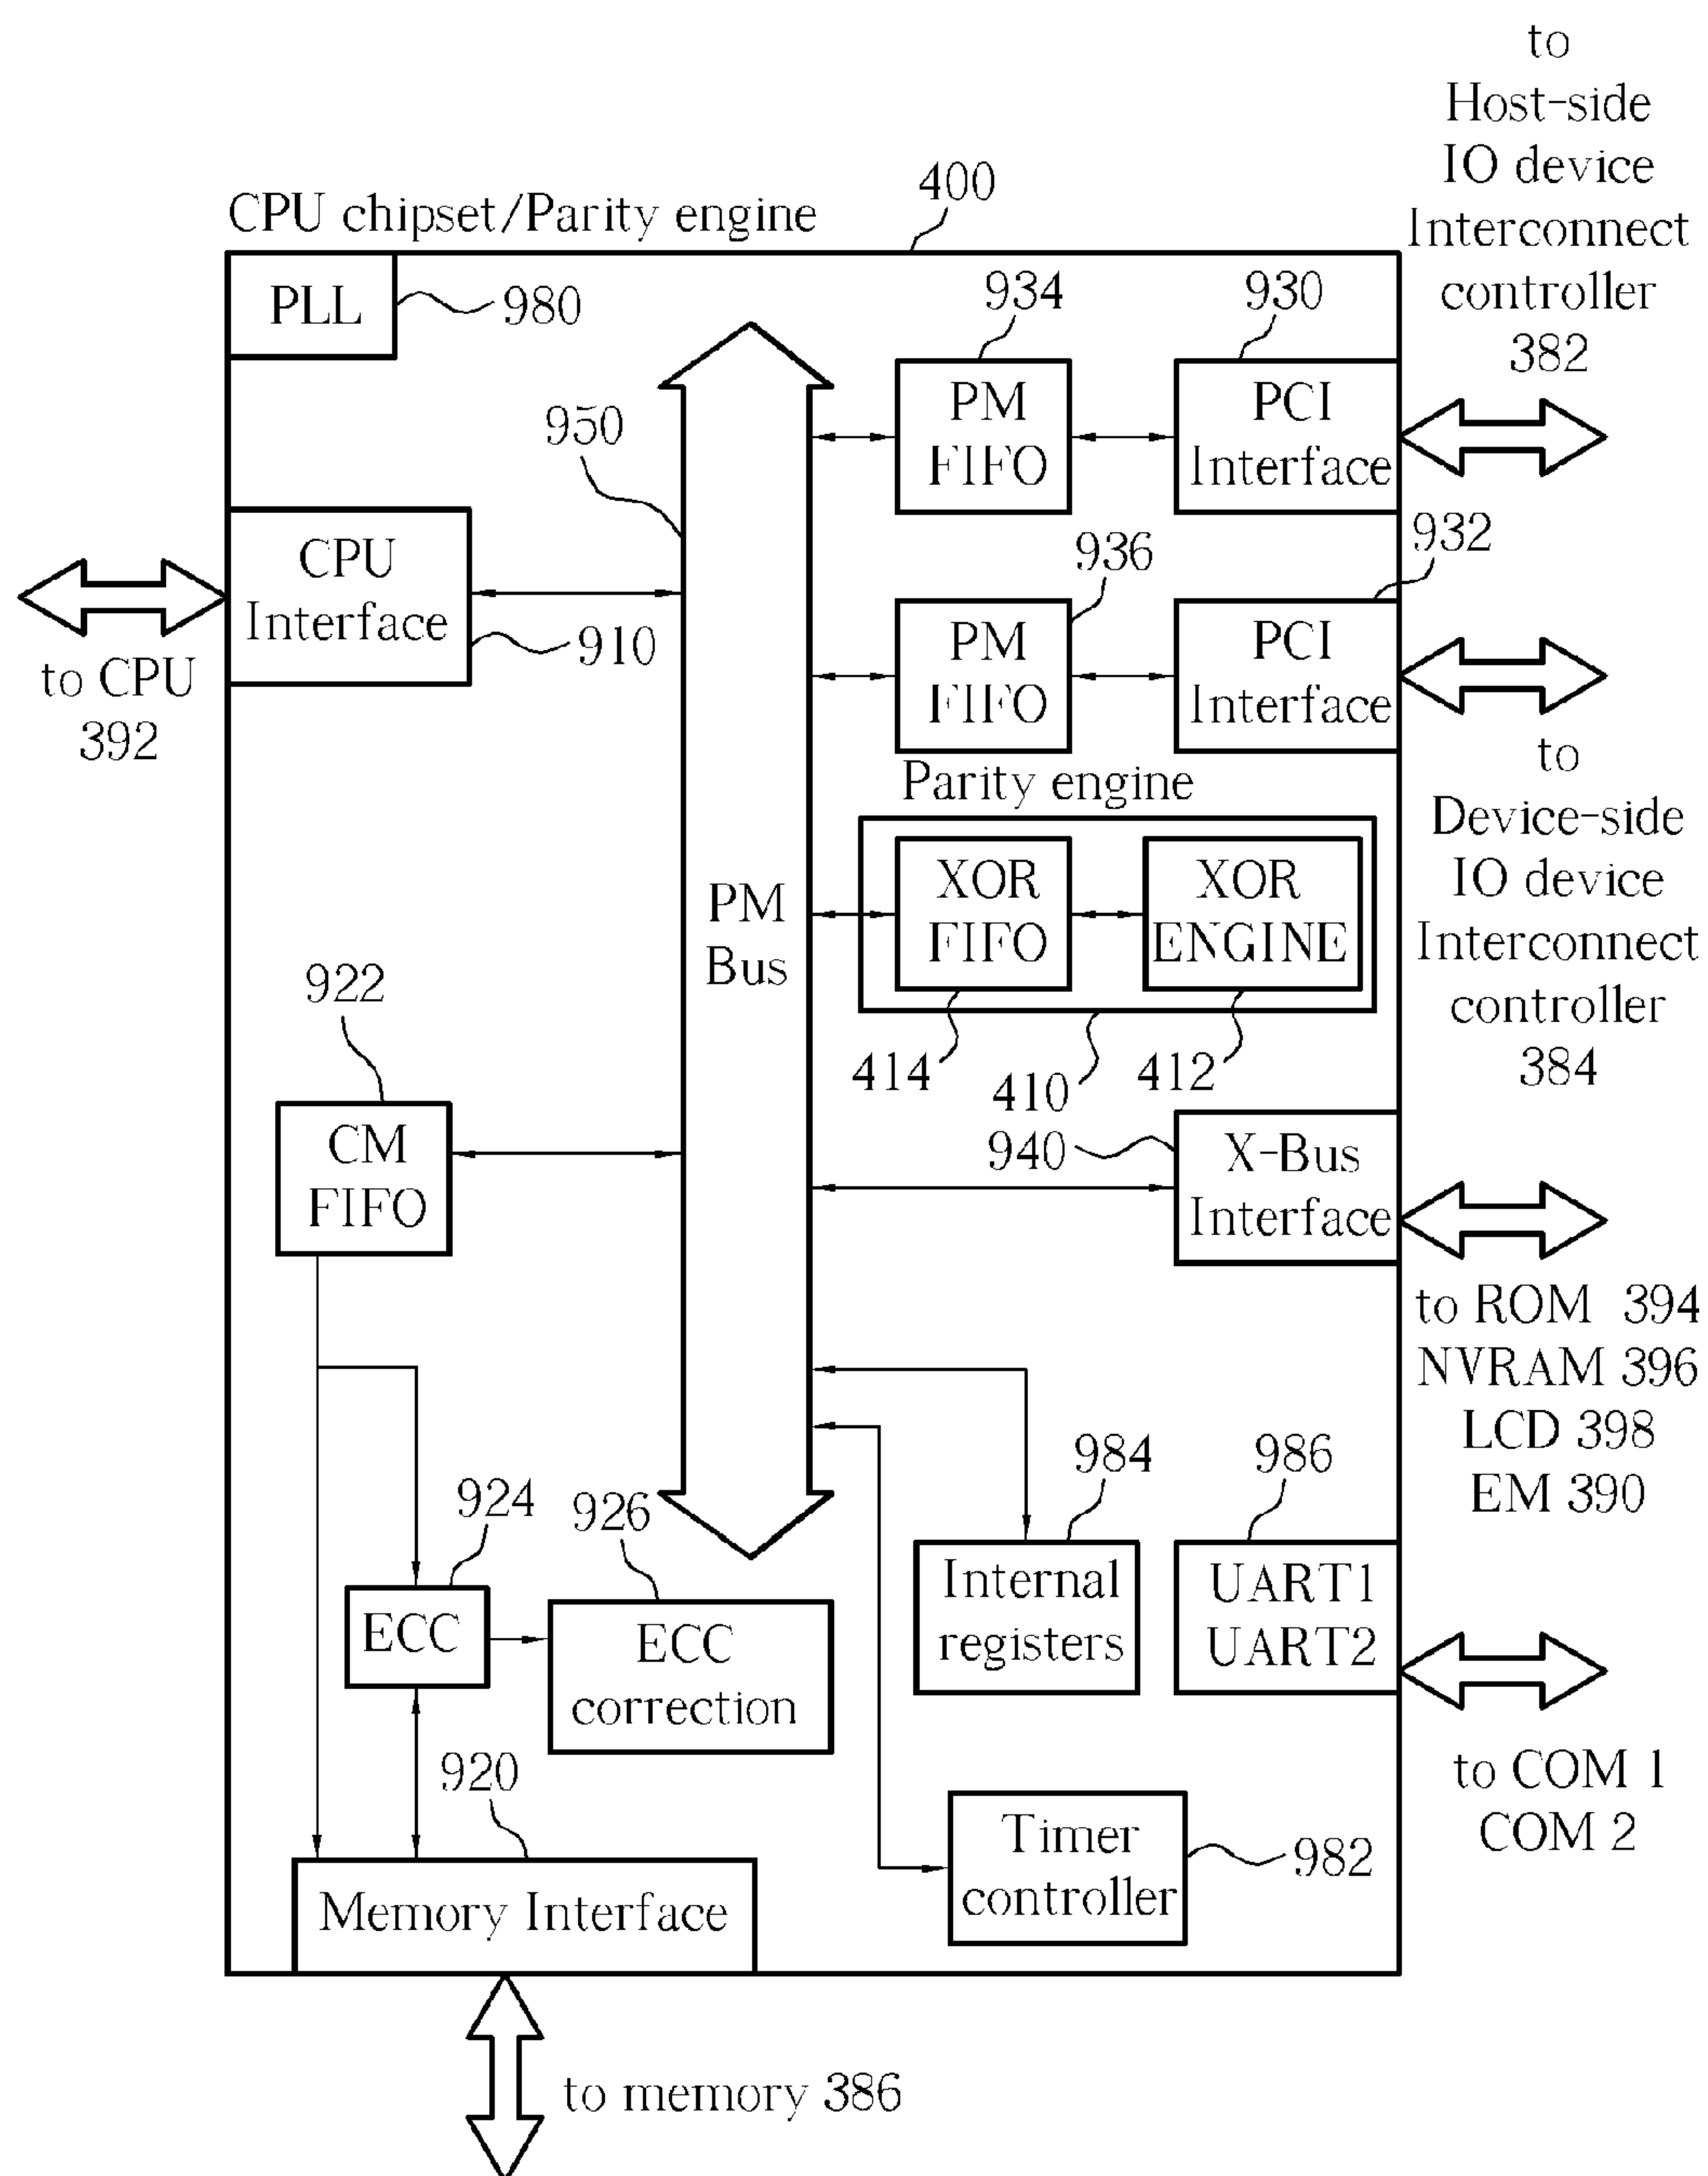 to
Host-side
IO device
Interconnect
controller
382
400
CPU chipset/Parity engine
PLL
980
934
930
PM
FIFO
PCI
Interface
950
CPU
Interface
910
to CPU
392
936
932
PM
FIFO
PCI
Interface
to
Device-side
IO device
Interconnect
controller
384
Parity engine
XOR
FIFO
XOR
ENGINE
414
410
412
PM
Bus
922
CM
FIFO
940
X-Bus
Interface
to ROM 394
NVRAM 396
LCD 398
EM 390
924
926
984
986
ECC
ECC
correction
Internal
registers
UART1
UART2
to COM 1
COM 2
920
Memory Interface
Timer
controller
982
to memory 386